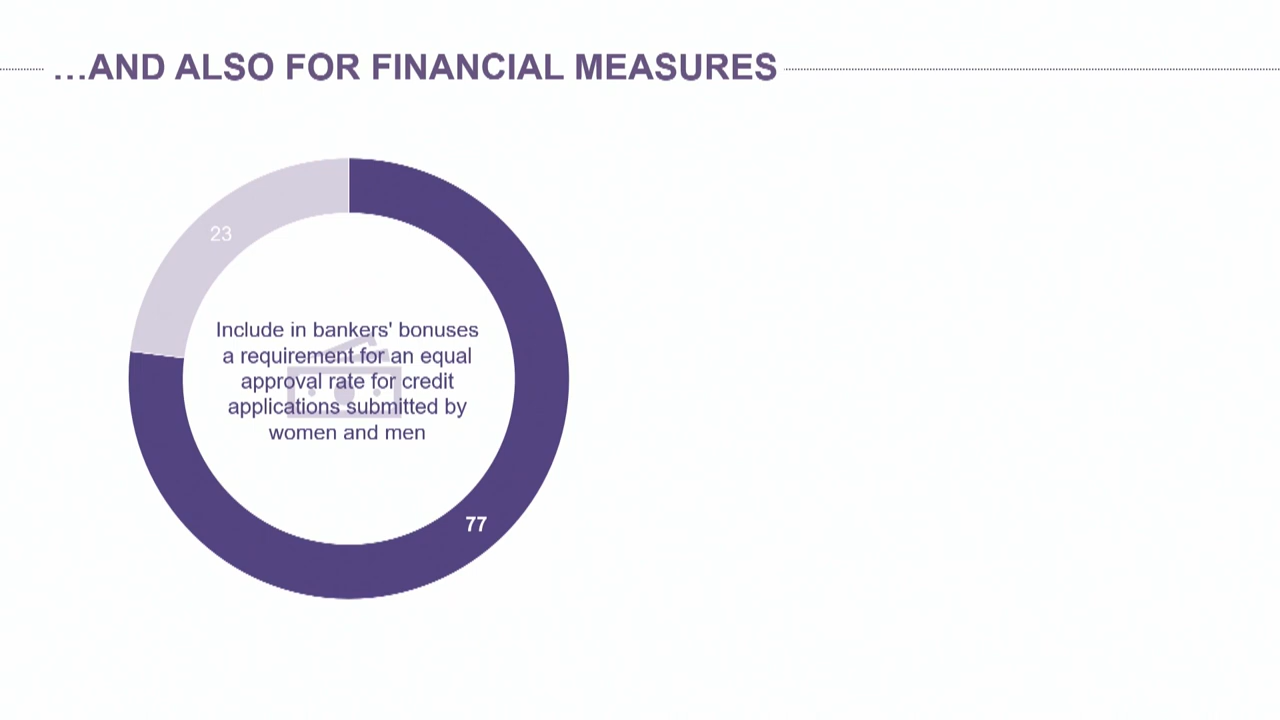 …AND ALSO FOR FINANCIAL MEASURES
23
Include in bankers' bonuses
a requirement for an equal
approval rate for credit
applications submitted by
women and men
77